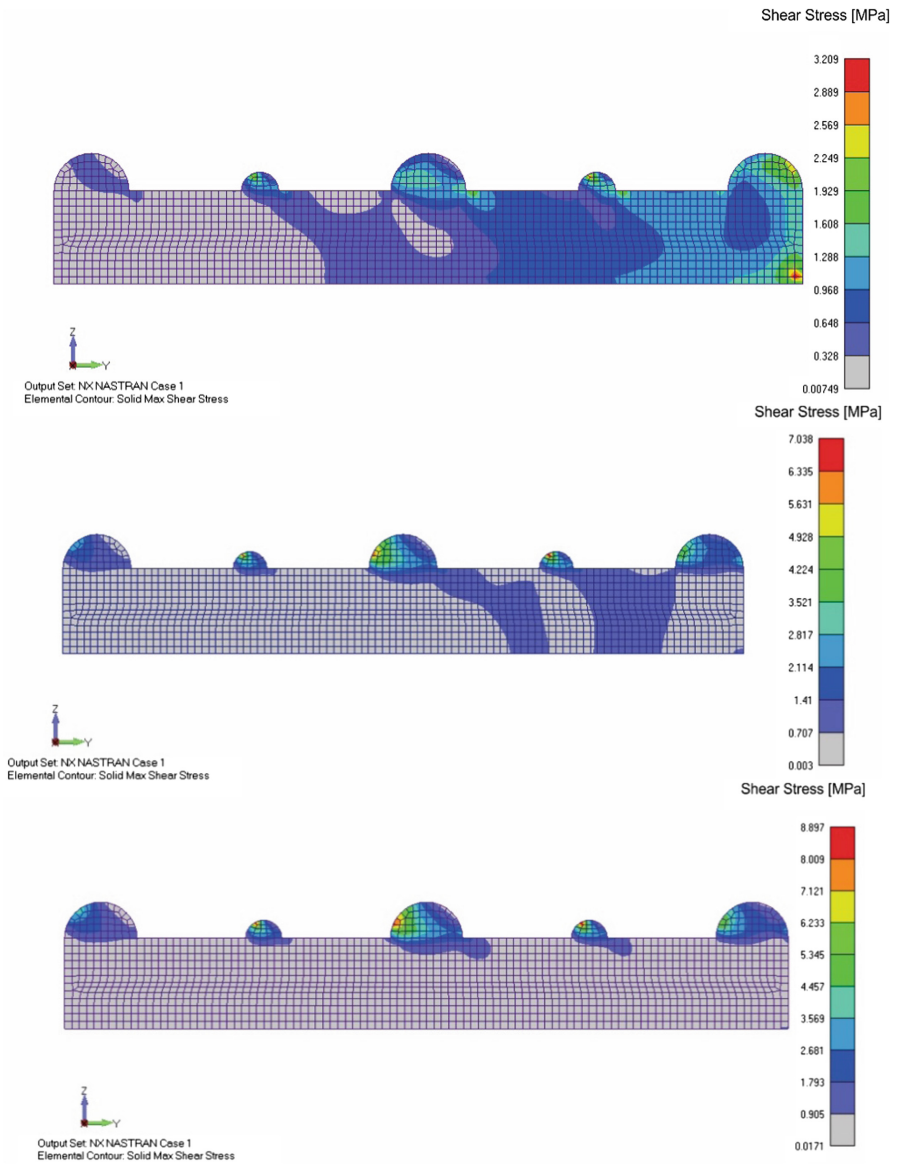 Shear Stress [MPa]
3.209
2.889
2.569
2.249
1.929
1.608
1.288
0.968
0.648
0.328
0.00749
Z
Y
Output Set: NX NASTRAN Case 1
Elemental Contour: Solid Max Shear Stress
Shear Stress [MPa]
7.038
6.335
5.631
4.928
4.224
3.521
2.817
2.114
1.41
0.707
0.003
Z
Y
Output Set: NX NASTRAN Case 1
Elemental Contour: Solid Max Shear Stress
Shear Stress [MPa]
8.897
8.009
7.121
6.233
5.345
4.457
3.569
2.681
1.793
0.905
0.0171
Z
Y
Output Set: NX NASTRAN Case 1
Elemental Contour: Solid Max Shear Stress